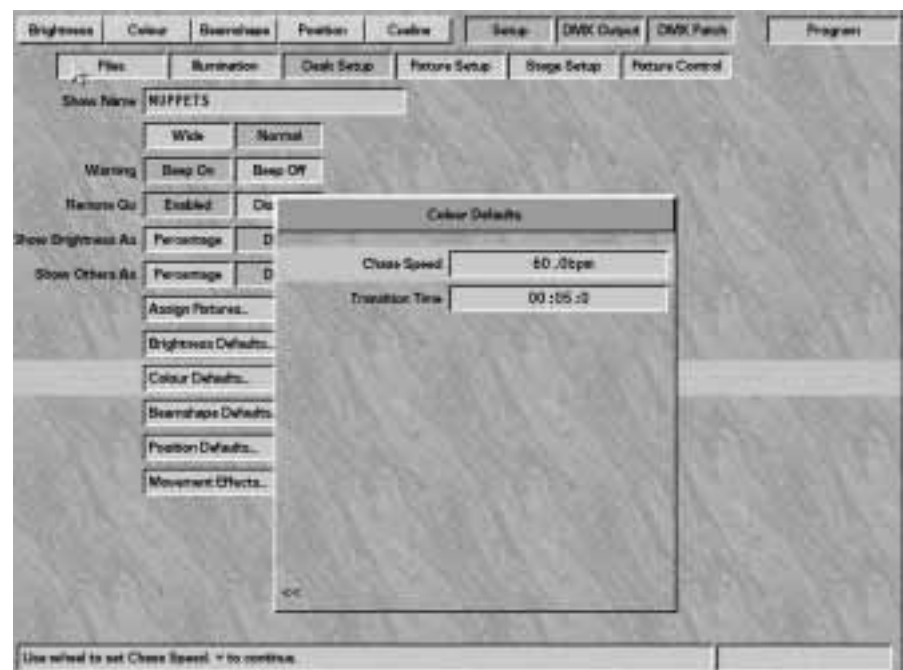 Brightness Colour Beamshape Position Cueline Setup DMX Output DMX Patch Program
Files Illumination Desk Setup Fixture Setup Stage Setup Fixture Control
Show Name MUPPETS
Wide Normal
Warning Beep On Beep Off
Remote Go Enabled Dis
Show Brightness As Percentage D
Show Others As Percentage D
Assign Fixtures...
Brightness Defaults...
Colour Defaults...
Beamshape Defaults.
Position Defaults...
Movement Effects...
Colour Defaults
Chase Speed 60.0bpm
Transition Time 00:05:0
<<
Use wheel to set Chase Speed. to continue.